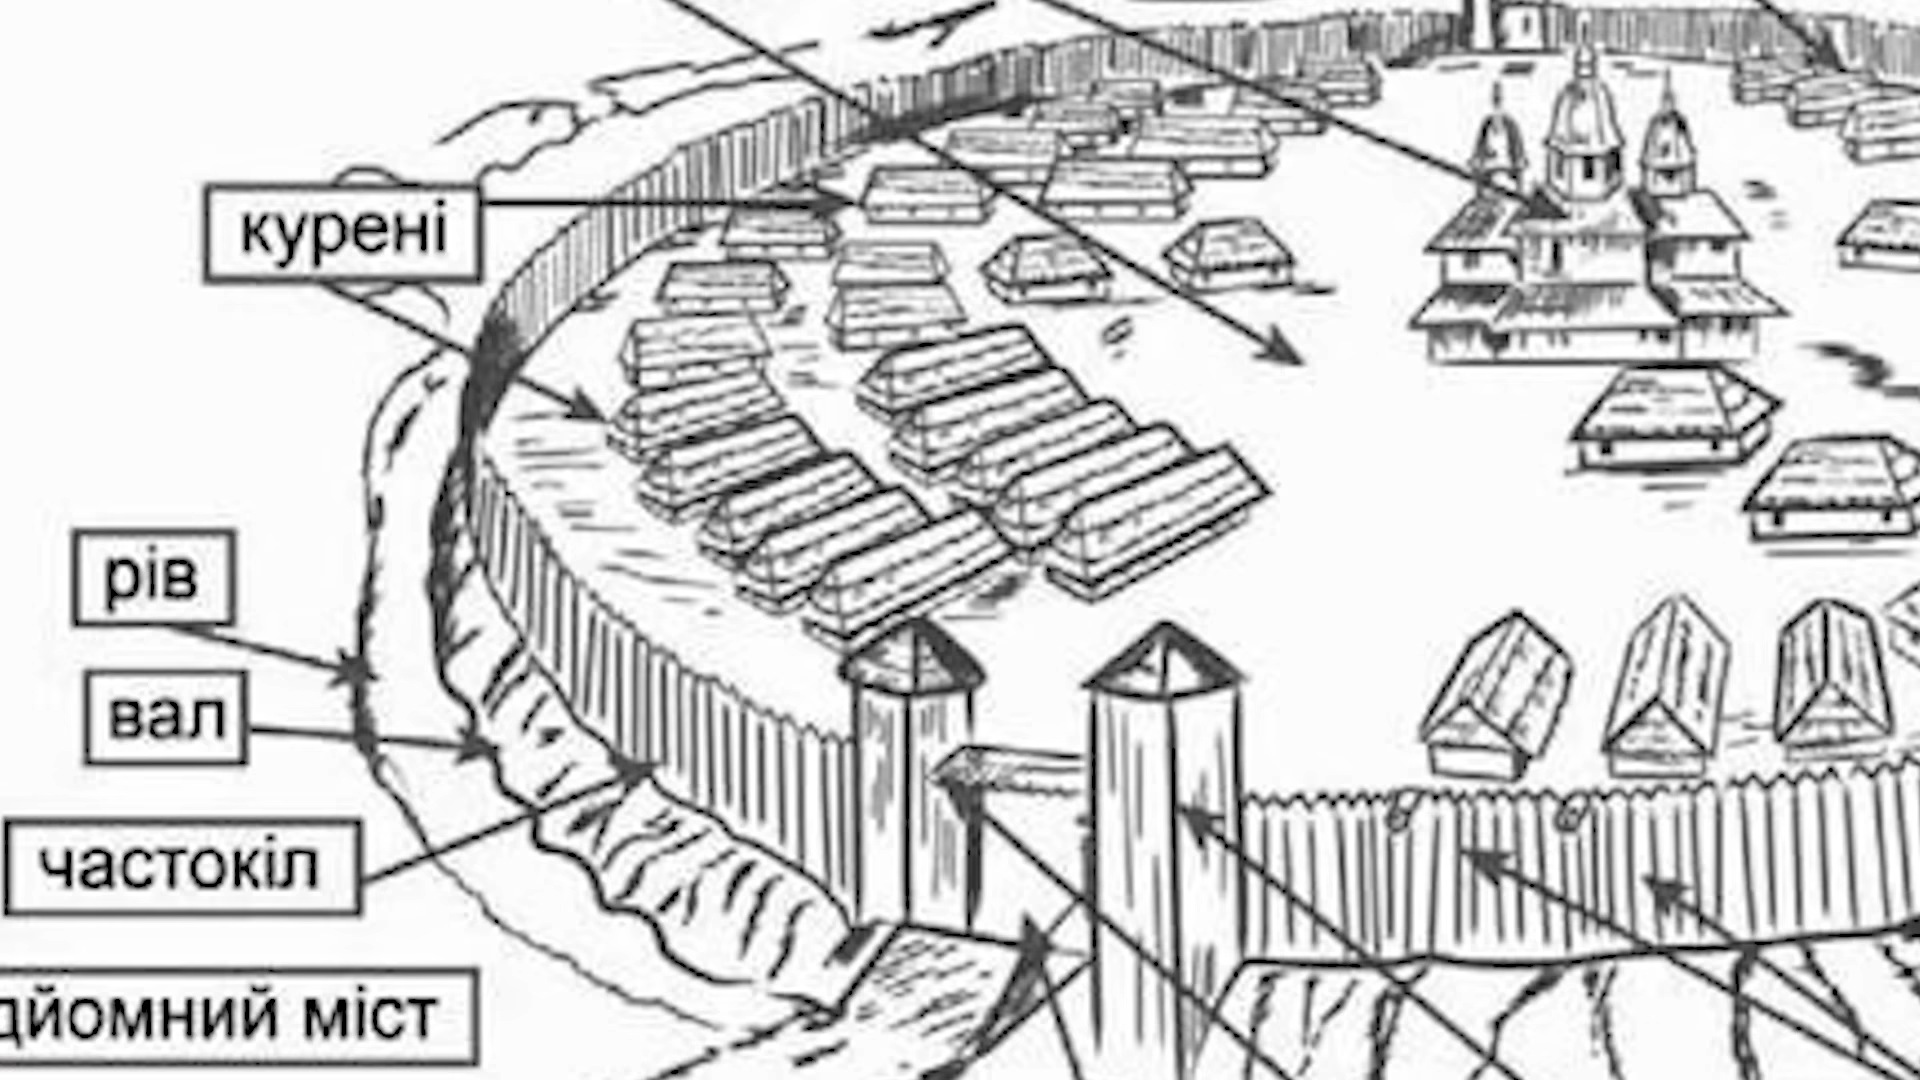 курені
рів
вал
частокіл
дйомний міст